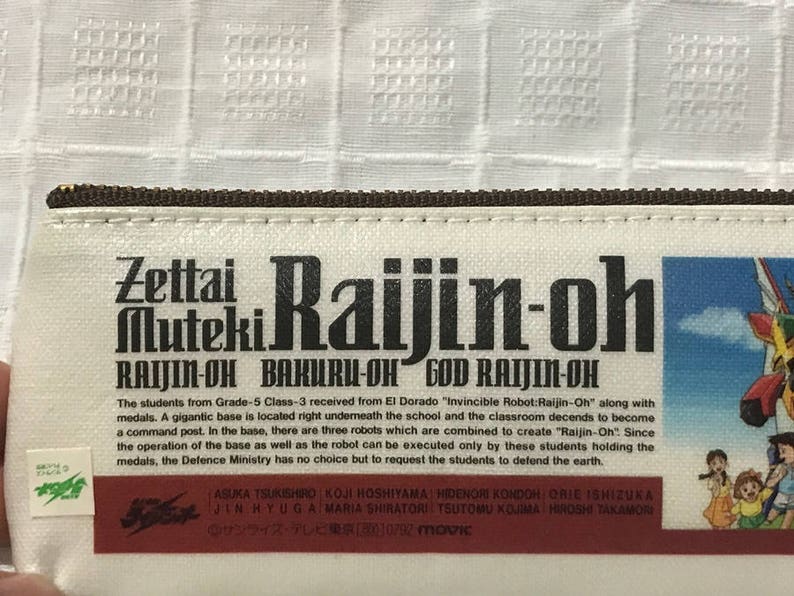 Zettai
Muteki Raijin-oh
RAIJIN-OH BAKURU-OH GOD RAIJIN-OH
The students from Grade-5 Class-3 received from El Dorado "Invincible Robot:Raijin-Oh" along with
medals. A gigantic base is located right underneath the school and the classroom decends to become
a command post. In the base, there are three robots which are combined to create "Raijin-Oh". Since
the operation of the base as well as the robot can be executed only by these students holding the
medals, the Defence Ministry has no choice but to request the students to defend the earth.
ASUKA TSUKISHIRO KOJI HOSHIYAMA HIDENORI KONDOH ORIE ISHIZUKA
JIN HYUGA MARIA SHIRATORI TSUTOMU KOJIMA HIROSHI TAKAMORI
©サンライズ・テレビ東京 0792 movic